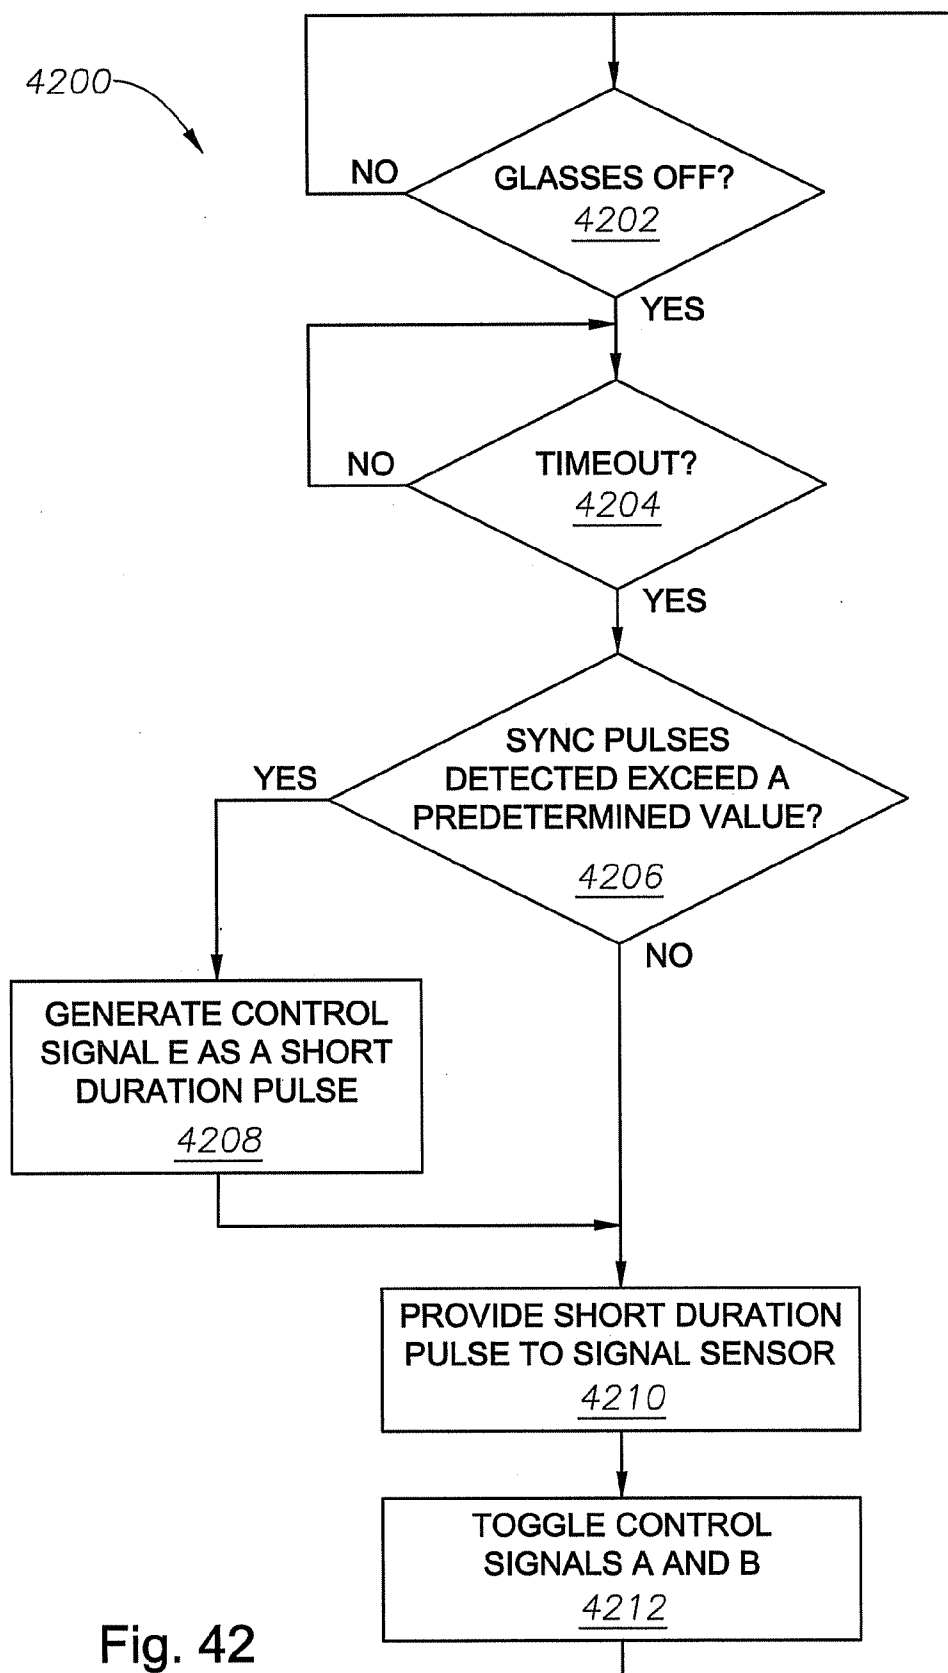 4200
NO
GLASSES OFF?
4202
YES
NO
TIMEOUT?
4204
YES
SYNC PULSES
DETECTED EXCEED A
PREDETERMINED VALUE?
4206
YES
NO
GENERATE CONTROL
SIGNAL E AS A SHORT
DURATION PULSE
4208
PROVIDE SHORT DURATION
PULSE TO SIGNAL SENSOR
4210
TOGGLE CONTROL
SIGNALS A AND B
4212
Fig. 42